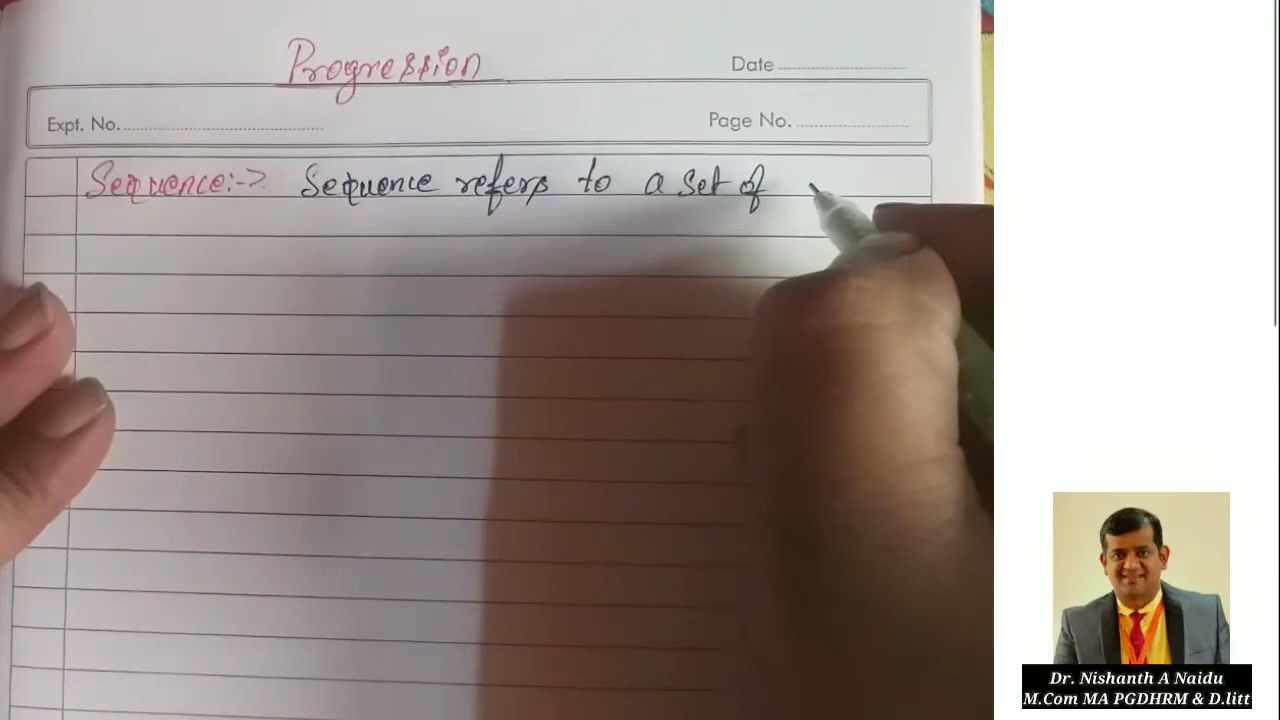 Progression
Date
Expt. No.
Page No.
Sequence:-> Sequence refers to a set of
Dr. Nishanth A Naidu
M.Com MA PGDHRM & D.litt